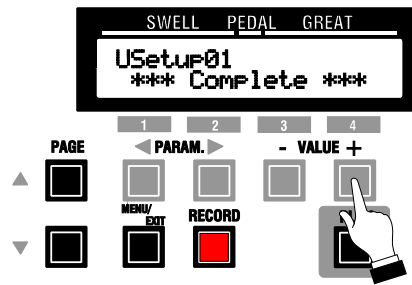 SWELL PEDAL GREAT
USetup01
*** Complete ***
1 2 3 4
PAGE PARAM. - VALUE +
MENU/
EXIT
RECORD